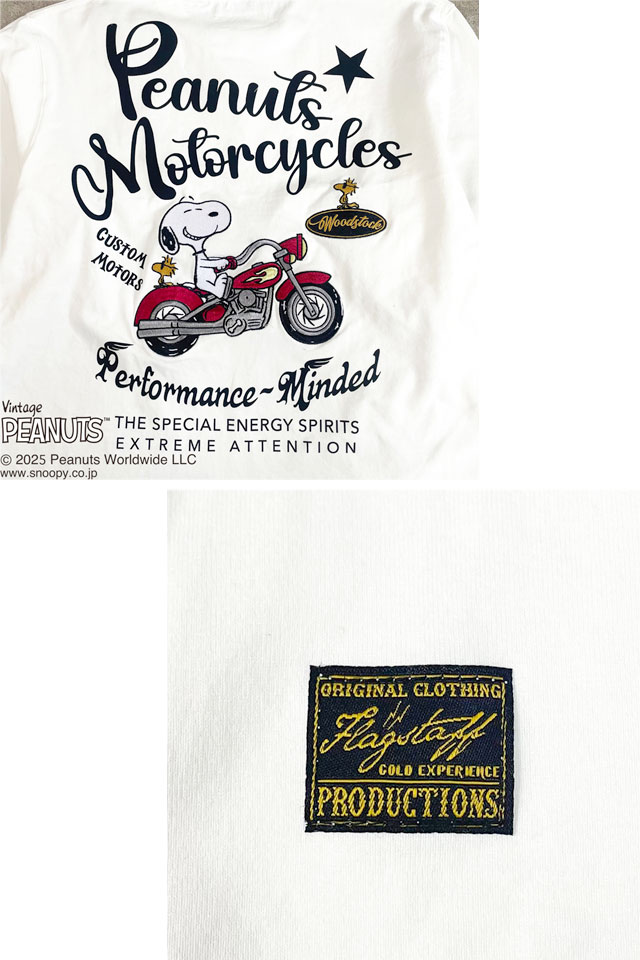 Peanuts
Motorcycles
Woodstock
CUSTOM
MOTORS
Performance-Minded
Vintage
PEANUTS™
THE SPECIAL ENERGY SPIRITS
EXTREME ATTENTION
© 2025 Peanuts Worldwide LLC
www.snoopy.co.jp
ORIGINAL CLOTHING
Flagstaff
GOLD EXPERIENCE
PRODUCTIONS